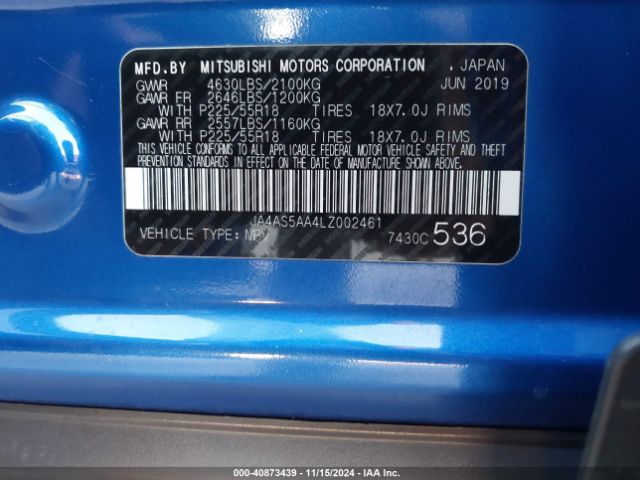 MFD.BY MITSUBISHI MOTORS CORPORATION . JAPAN
GVWR 4630LBS/2100KG JUN 2019
GAWR FR 2646LBS/1200KG
WITH P225/55R18 TIRES 18X7.0J RIMS
GAWR RR 2557LBS/1160KG
WITH P225/55R18 TIRES 18X7.0J RIMS
THIS VEHICLE CONFORMS TO ALL APPLICABLE FEDERAL MOTOR VEHICLE SAFETY AND THEFT
PREVENTION STANDARDS IN EFFECT ON THE DATE OF MANUFACTURE SHOWN ABOVE.
JA4AS5AA4LZ002461
VEHICLE TYPE: MPV 7430C 536
000-40873439 - 11/15/2024 - IAA Inc.